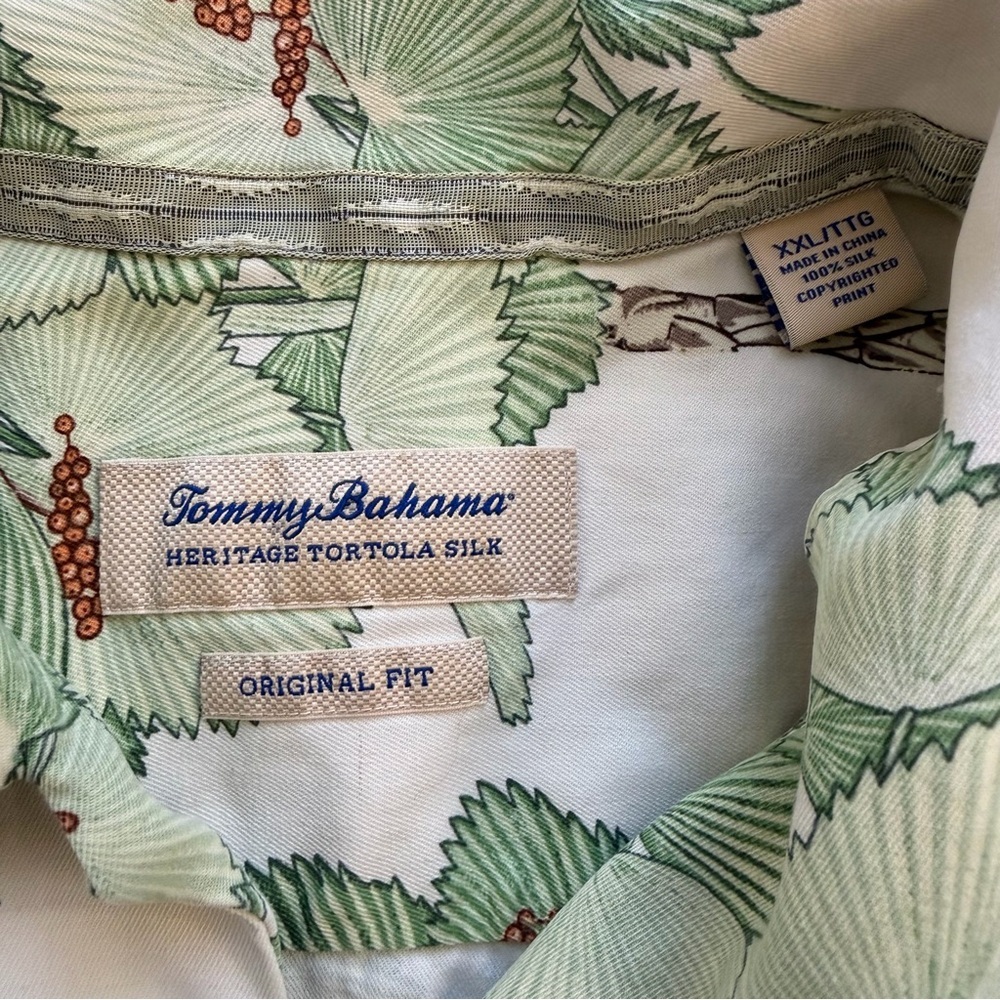 XXL/TTG
MADE IN CHINA
100% SILK
COPYRIGHTED
PRINT
Tommy Bahama
HERITAGE TORTOLA SILK
ORIGINAL FIT